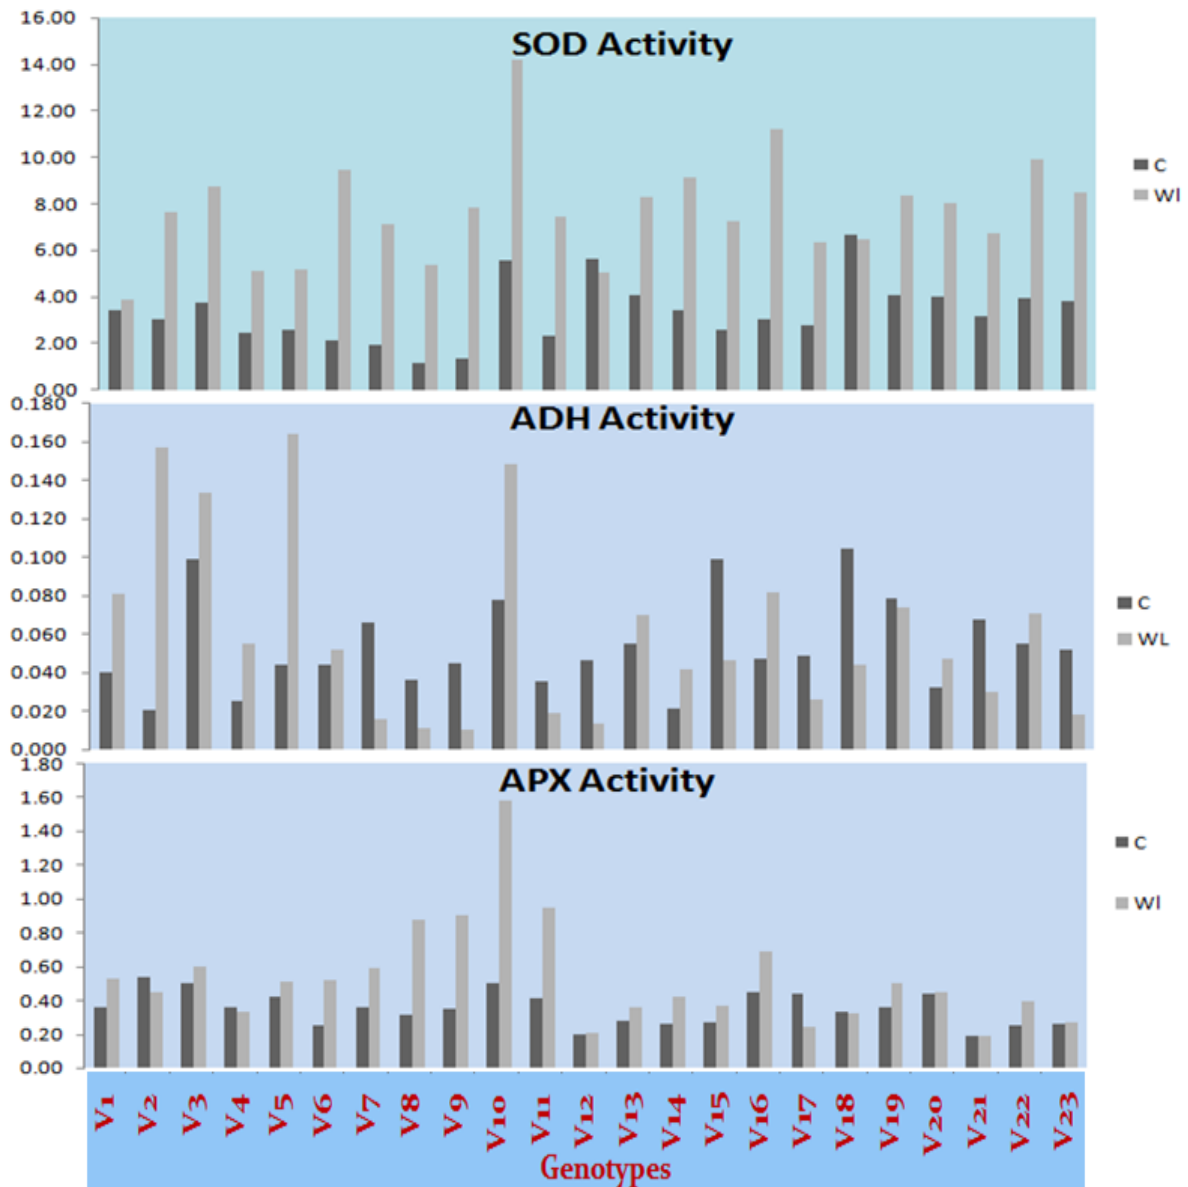 SOD Activity
16.00
14.00
12.00
10.00
8.00
6.00
4.00
2.00
0.00
C
Wl
ADH Activity
0.180
0.160
0.140
0.120
0.100
0.080
0.060
0.040
0.020
0.000
C
WL
APX Activity
1.80
1.60
1.40
1.20
1.00
0.80
0.60
0.40
0.20
0.00
C
Wl
V1 V2 V3 V4 V5 V6 V7 V8 V9 V10 V11 V12 V13 V14 V15 V16 V17 V18 V19 V20 V21 V22 V23
Genotypes